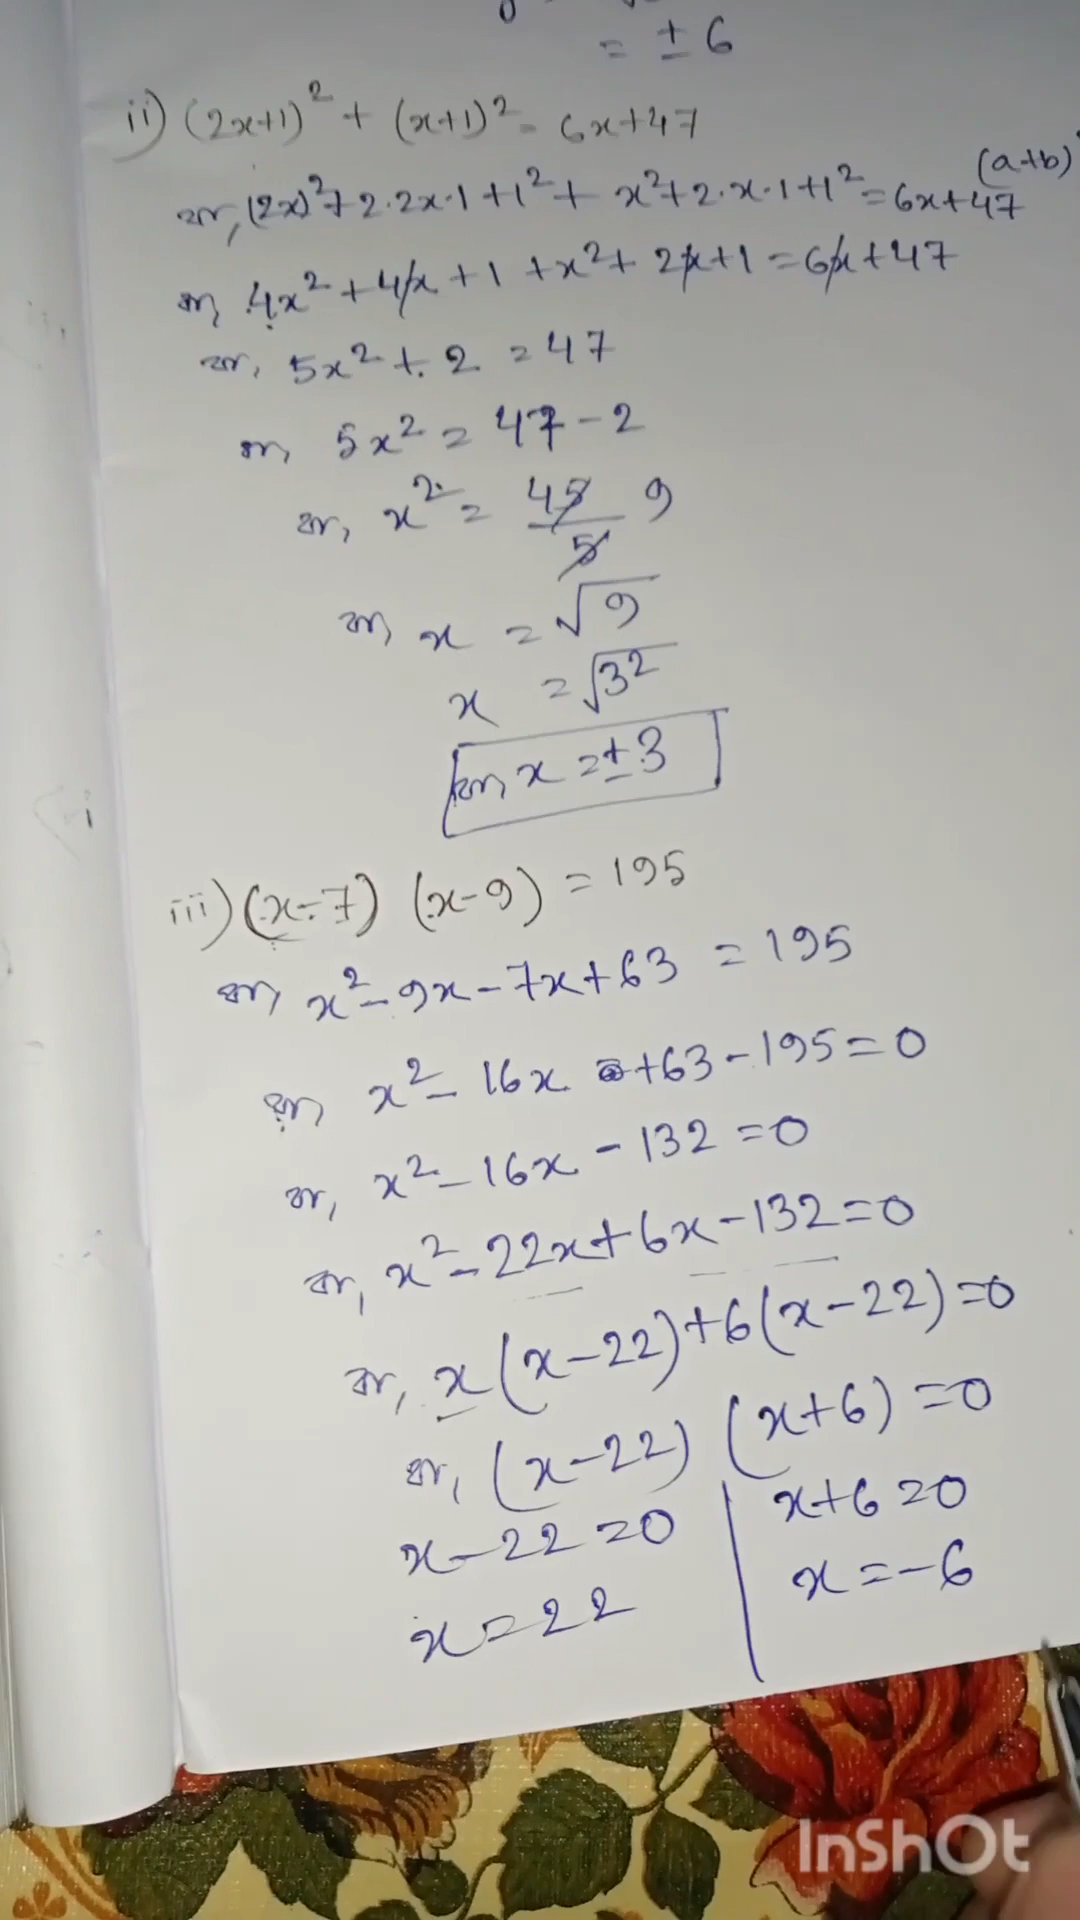 = ± 6
ii) (2x+1)² + (x+1)² = 6x+47
(a+b)
বা, (2x)²+2·2x·1+1²+ x²+2·x·1+1²=6x+47
বা, 4x²+4x+1+x²+2x+1=6x+47
বা, 5x²+2=47
বা, 5x²=47-2
বা, x²=45/5 9
বা, x=√9
x=√3²
বা, x=±3
iii) (x-7) (x-9) = 195
বা, x²-9x-7x+63=195
বা, x²-16x+63-195=0
বা, x²-16x-132=0
বা, x²-22x+6x-132=0
বা, x(x-22)+6(x-22)=0
বা, (x-22) (x+6)=0
x-22=0 | x+6=0
x=22 | x=-6
InShOt